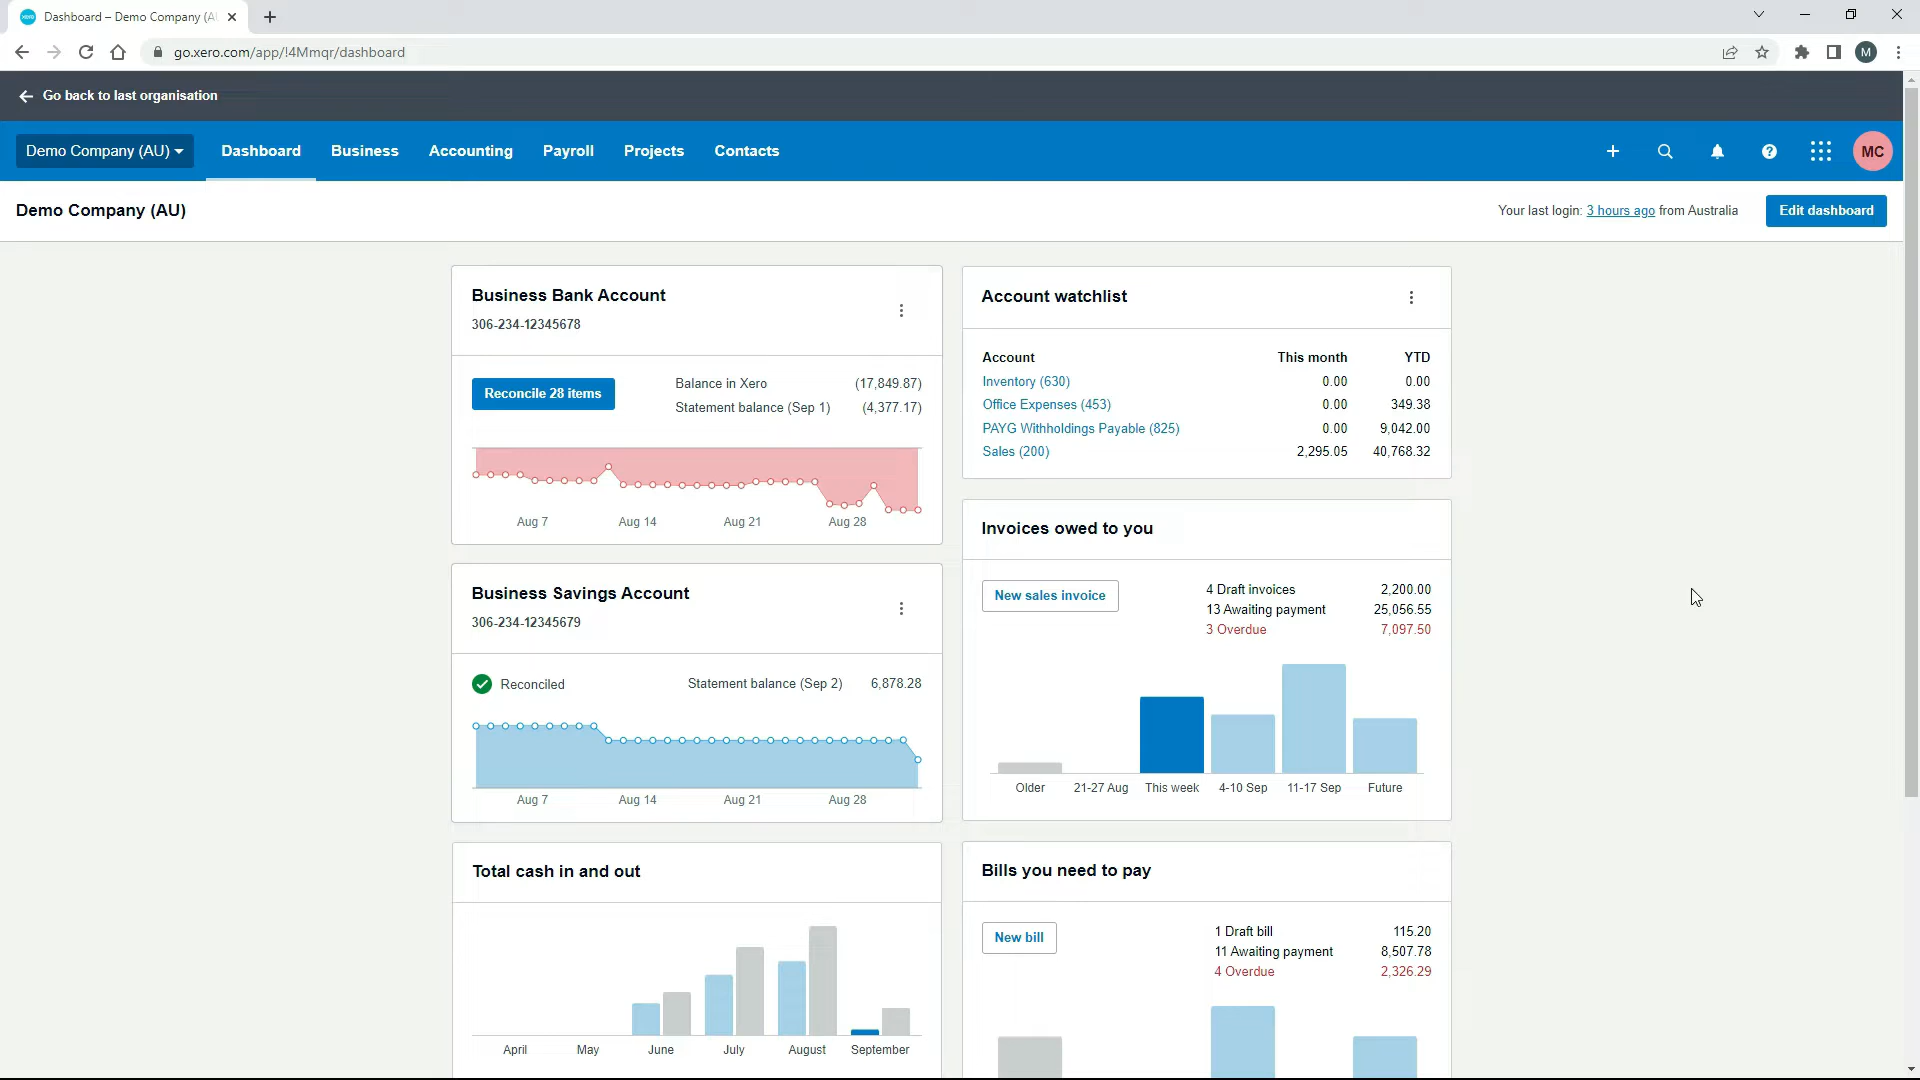 Dashboard – Demo Company (AU
go.xero.com/app/!4Mmqr/dashboard
M
Go back to last organisation
Demo Company (AU) Dashboard Business Accounting Payroll Projects Contacts
MC
Demo Company (AU)
Your last login: 3 hours ago from Australia
Edit dashboard
Business Bank Account
306-234-12345678
Reconcile 28 items
Balance in Xero (17,849.87)
Statement balance (Sep 1) (4,377.17)
Aug 7 Aug 14 Aug 21 Aug 28
Business Savings Account
306-234-12345679
Reconciled
Statement balance (Sep 2) 6,878.28
Aug 7 Aug 14 Aug 21 Aug 28
Total cash in and out
April May June July August September
Account watchlist
Account This month YTD
Inventory (630) 0.00 0.00
Office Expenses (453) 0.00 349.38
PAYG Withholdings Payable (825) 0.00 9,042.00
Sales (200) 2,295.05 40,768.32
Invoices owed to you
New sales invoice
4 Draft invoices 2,200.00
13 Awaiting payment 25,056.55
3 Overdue 7,097.50
Older 21-27 Aug This week 4-10 Sep 11-17 Sep Future
Bills you need to pay
New bill
1 Draft bill 115.20
11 Awaiting payment 8,507.78
4 Overdue 2,326.29